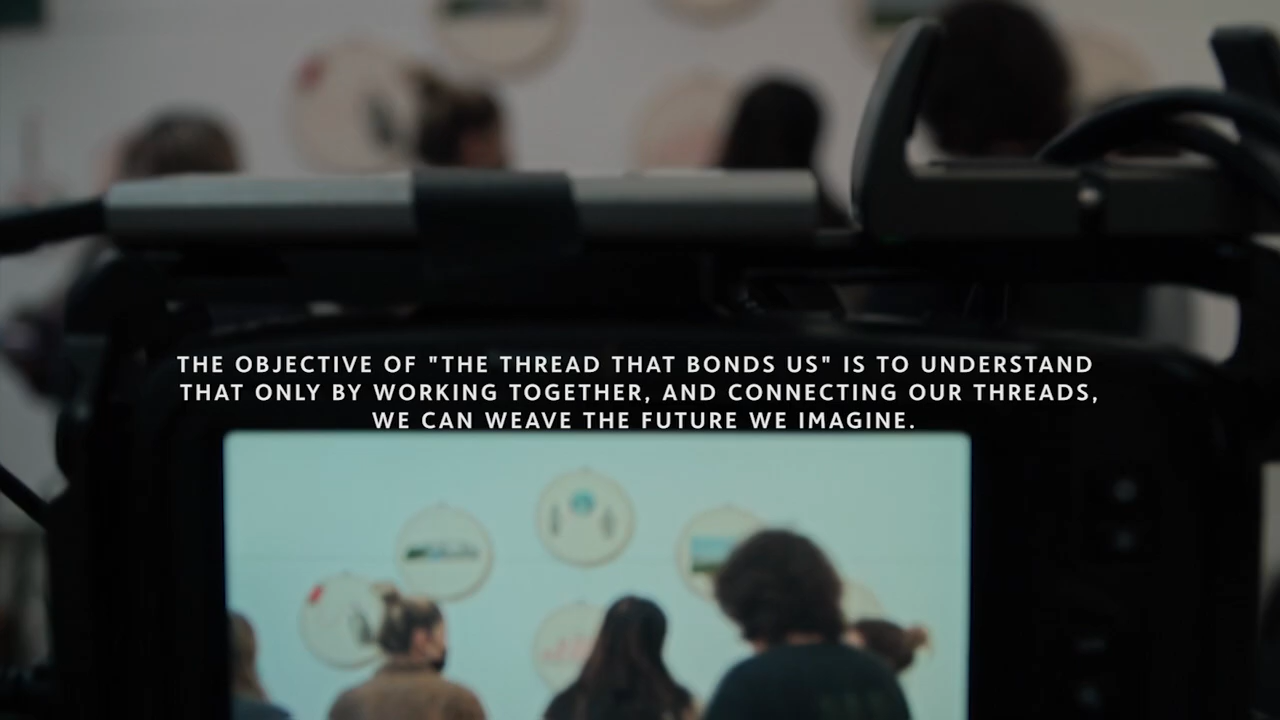 THE OBJECTIVE OF "THE THREAD THAT BONDS US" IS TO UNDERSTAND
THAT ONLY BY WORKING TOGETHER, AND CONNECTING OUR THREADS,
WE CAN WEAVE THE FUTURE WE IMAGINE.